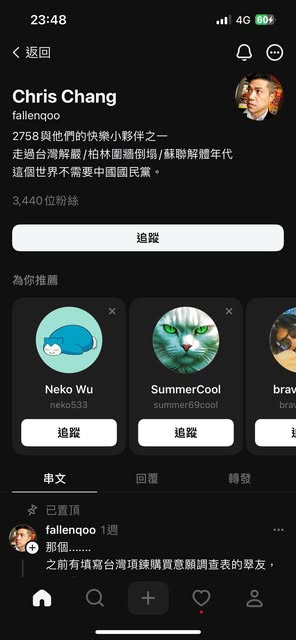 23:48
4G 60
返回
Chris Chang
fallenqoo
2758與他們的快樂小夥伴之一
走過台灣解嚴/柏林圍牆倒塌/蘇聯解體年代
這個世界不需要中國國民黨。
3,440 位粉絲
追蹤
為你推薦
Neko Wu
neko533
追蹤
SummerCool
summer69cool
追蹤
brav
brav
串文
回覆
轉發
已置頂
fallenqoo 1週
那個.......
之前有填寫台灣項鍊購買意願調查表的翠友，